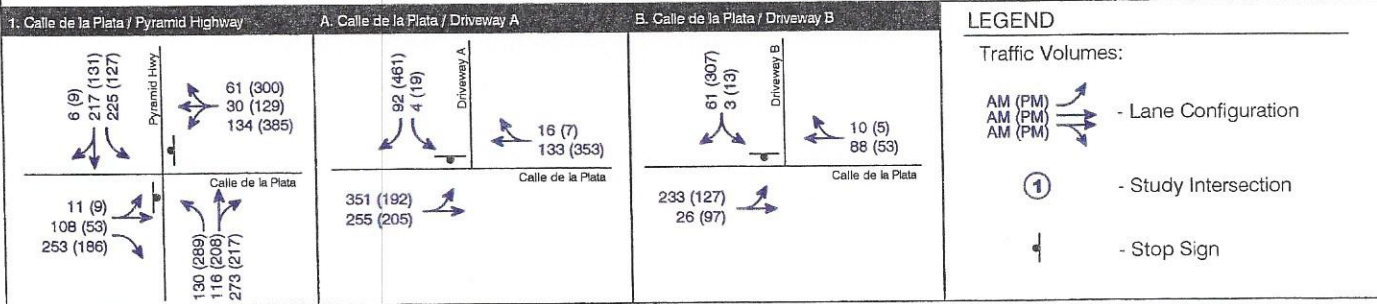 1. Calle de la Plata / Pyramid Highway
6 (9)
217 (131)
225 (127)
Pyramid Hwy
61 (300)
30 (129)
134 (385)
Calle de la Plata
11 (9)
108 (53)
253 (186)
130 (289)
116 (208)
273 (217)
A. Calle de la Plata / Driveway A
92 (461)
4 (19)
Driveway A
16 (7)
133 (353)
Calle de la Plata
351 (192)
255 (205)
B. Calle de la Plata / Driveway B
61 (307)
3 (13)
Driveway B
10 (5)
88 (53)
Calle de la Plata
233 (127)
26 (97)
LEGEND
Traffic Volumes:
AM (PM)
AM (PM)
AM (PM)
- Lane Configuration
1
- Study Intersection
- Stop Sign